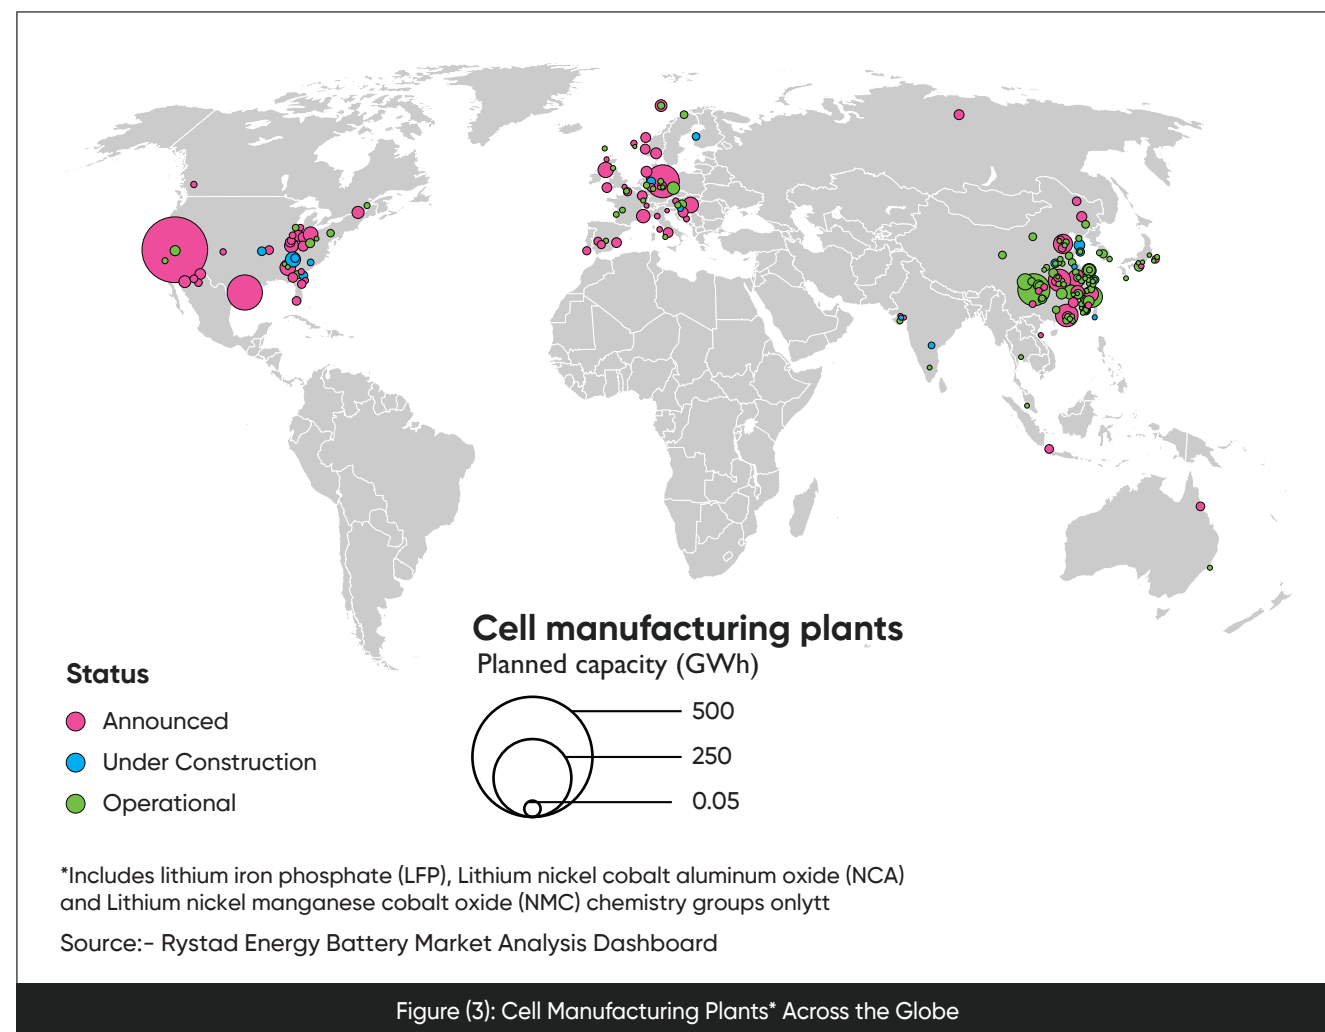 Cell manufacturing plants
Planned capacity (GWh)
500
250
0.05
Status
Announced
Under Construction
Operational
*Includes lithium iron phosphate (LFP), Lithium nickel cobalt aluminum oxide (NCA)
and Lithium nickel manganese cobalt oxide (NMC) chemistry groups onlytt
Source:- Rystad Energy Battery Market Analysis Dashboard
Figure (3): Cell Manufacturing Plants* Across the Globe